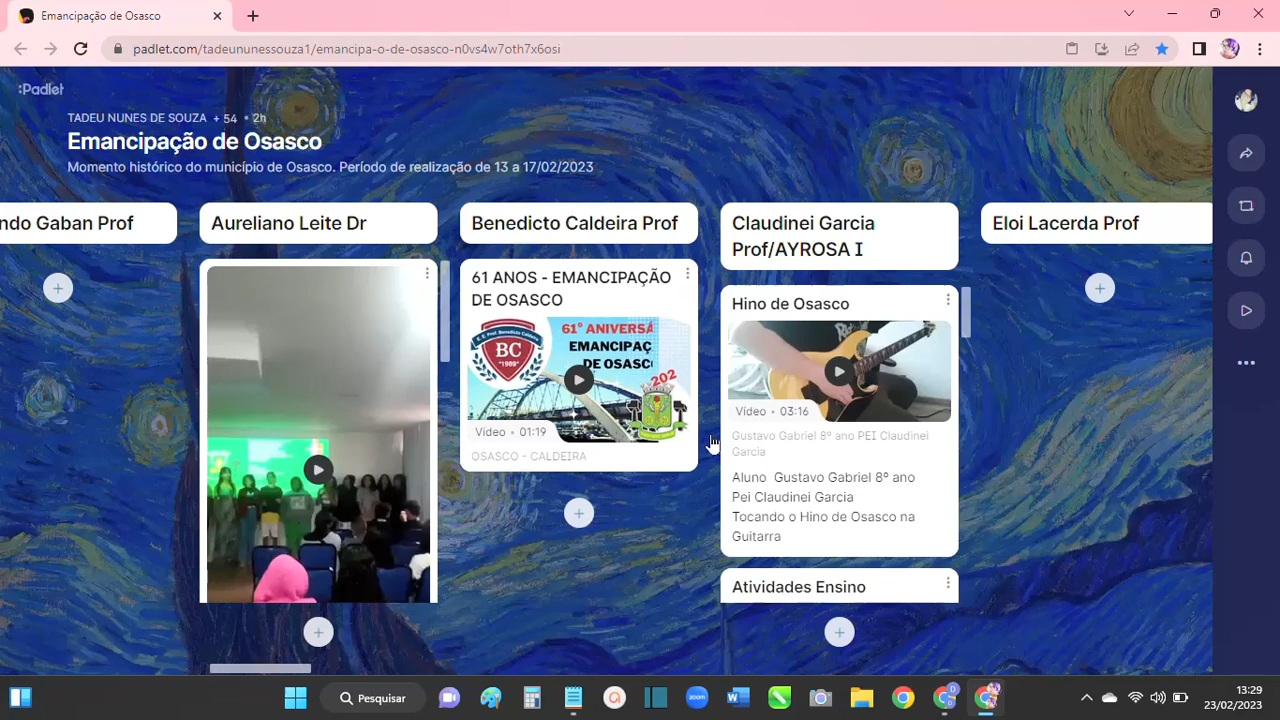 Emancipação de Osasco
padlet.com/tadeununessouza1/emancipa-o-de-osasco-n0vs4w7oth7x6osi
:Padlet
TADEU NUNES DE SOUZA + 54 • 2h
Emancipação de Osasco
Momento histórico do município de Osasco. Período de realização de 13 a 17/02/2023
ndo Gaban Prof
Aureliano Leite Dr
Benedicto Caldeira Prof
61 ANOS - EMANCIPAÇÃO
DE OSASCO
BC
"1989"
61° ANIVERSÁ
EMANCIPAÇ
DE OSASC
202
Vídeo • 01:19
OSASCO - CALDEIRA
Claudinei Garcia
Prof/AYROSA I
Hino de Osasco
Vídeo • 03:16
Gustavo Gabriel 8º ano PEI Claudinei
Garcia
Aluno Gustavo Gabriel 8º ano
Pei Claudinei Garcia
Tocando o Hino de Osasco na
Guitarra
Atividades Ensino
Eloi Lacerda Prof
Pesquisar
zoom
13:29
23/02/2023